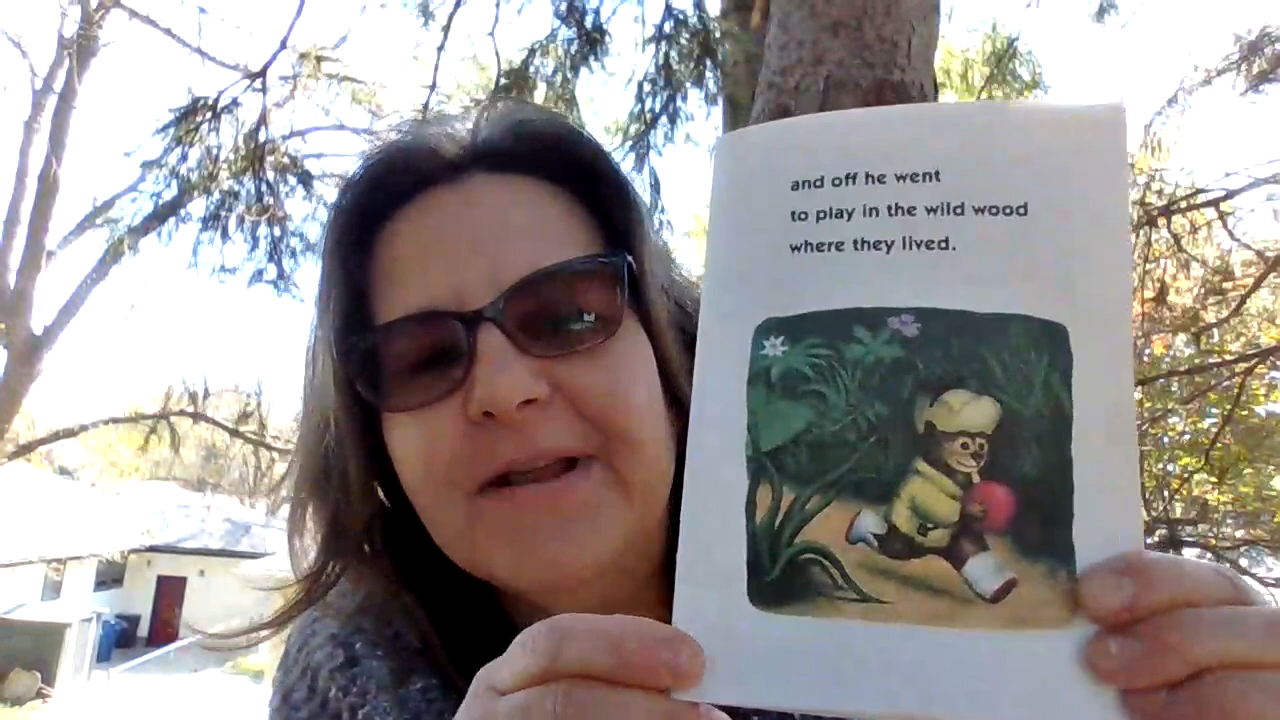 and off he went
to play in the wild wood
where they lived.